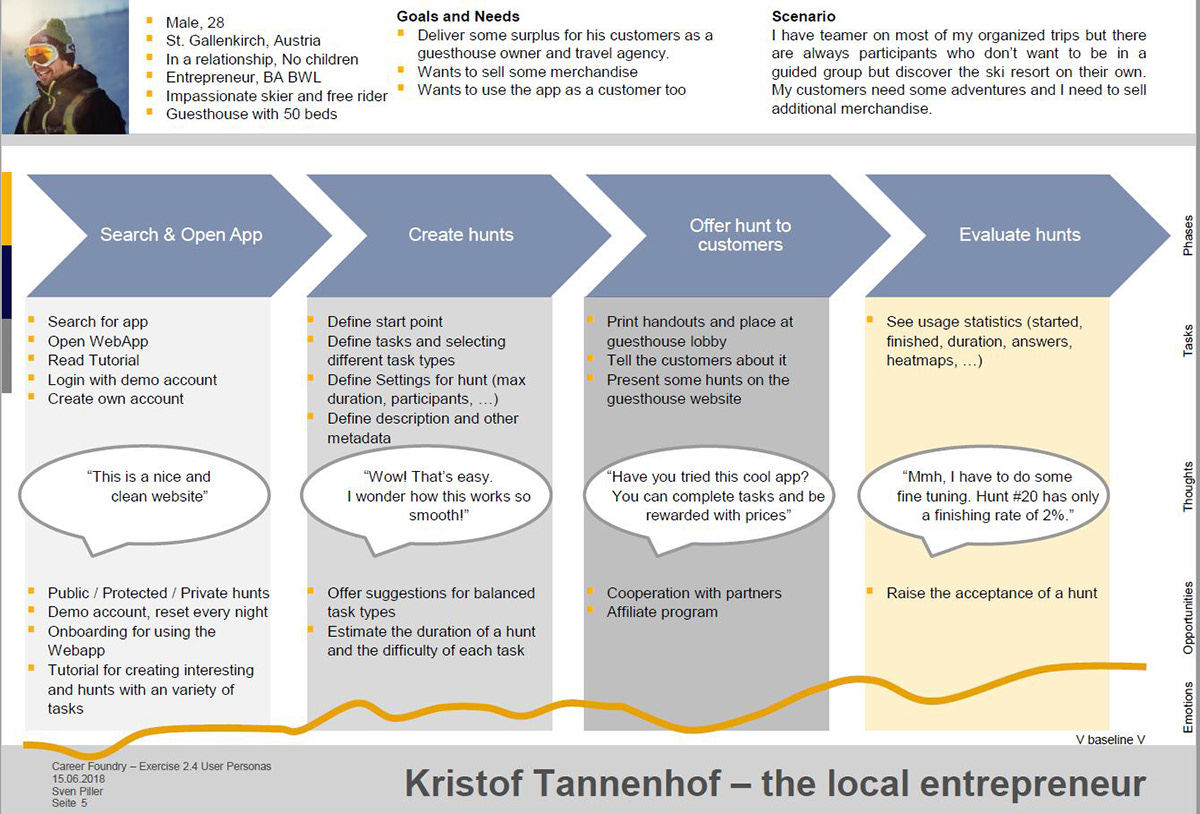 Male, 28
St. Gallenkirch, Austria
In a relationship, No children
Entrepreneur, BA BWL
Impassionate skier and free rider
Guesthouse with 50 beds
Goals and Needs
Deliver some surplus for his customers as a
guesthouse owner and travel agency.
Wants to sell some merchandise
Wants to use the app as a customer too
Scenario
I have teamer on most of my organized trips but there
are always participants who don’t want to be in a
guided group but discover the ski resort on their own.
My customers need some adventures and I need to sell
additional merchandise.
Search & Open App
Create hunts
Offer hunt to
customers
Evaluate hunts
Phases
Search for app
Open WebApp
Read Tutorial
Login with demo account
Create own account
Define start point
Define tasks and selecting
different task types
Define Settings for hunt (max
duration, participants, …)
Define description and other
metadata
Print handouts and place at
guesthouse lobby
Tell the customers about it
Present some hunts on the
guesthouse website
See usage statistics (started,
finished, duration, answers,
heatmaps, …)
Tasks
“This is a nice and
clean website”
“Wow! That’s easy.
I wonder how this works so
smooth!”
“Have you tried this cool app?
You can complete tasks and be
rewarded with prices”
“Mmh, I have to do some
fine tuning. Hunt #20 has only
a finishing rate of 2%.”
Thoughts
Public / Protected / Private hunts
Demo account, reset every night
Onboarding for using the
Webapp
Tutorial for creating interesting
and hunts with an variety of
tasks
Offer suggestions for balanced
task types
Estimate the duration of a hunt
and the difficulty of each task
Cooperation with partners
Affiliate program
Raise the acceptance of a hunt
Opportunities
Emotions
V baseline V
Career Foundry – Exercise 2.4 User Personas
15.06.2018
Sven Piller
Seite 5
Kristof Tannenhof – the local entrepreneur